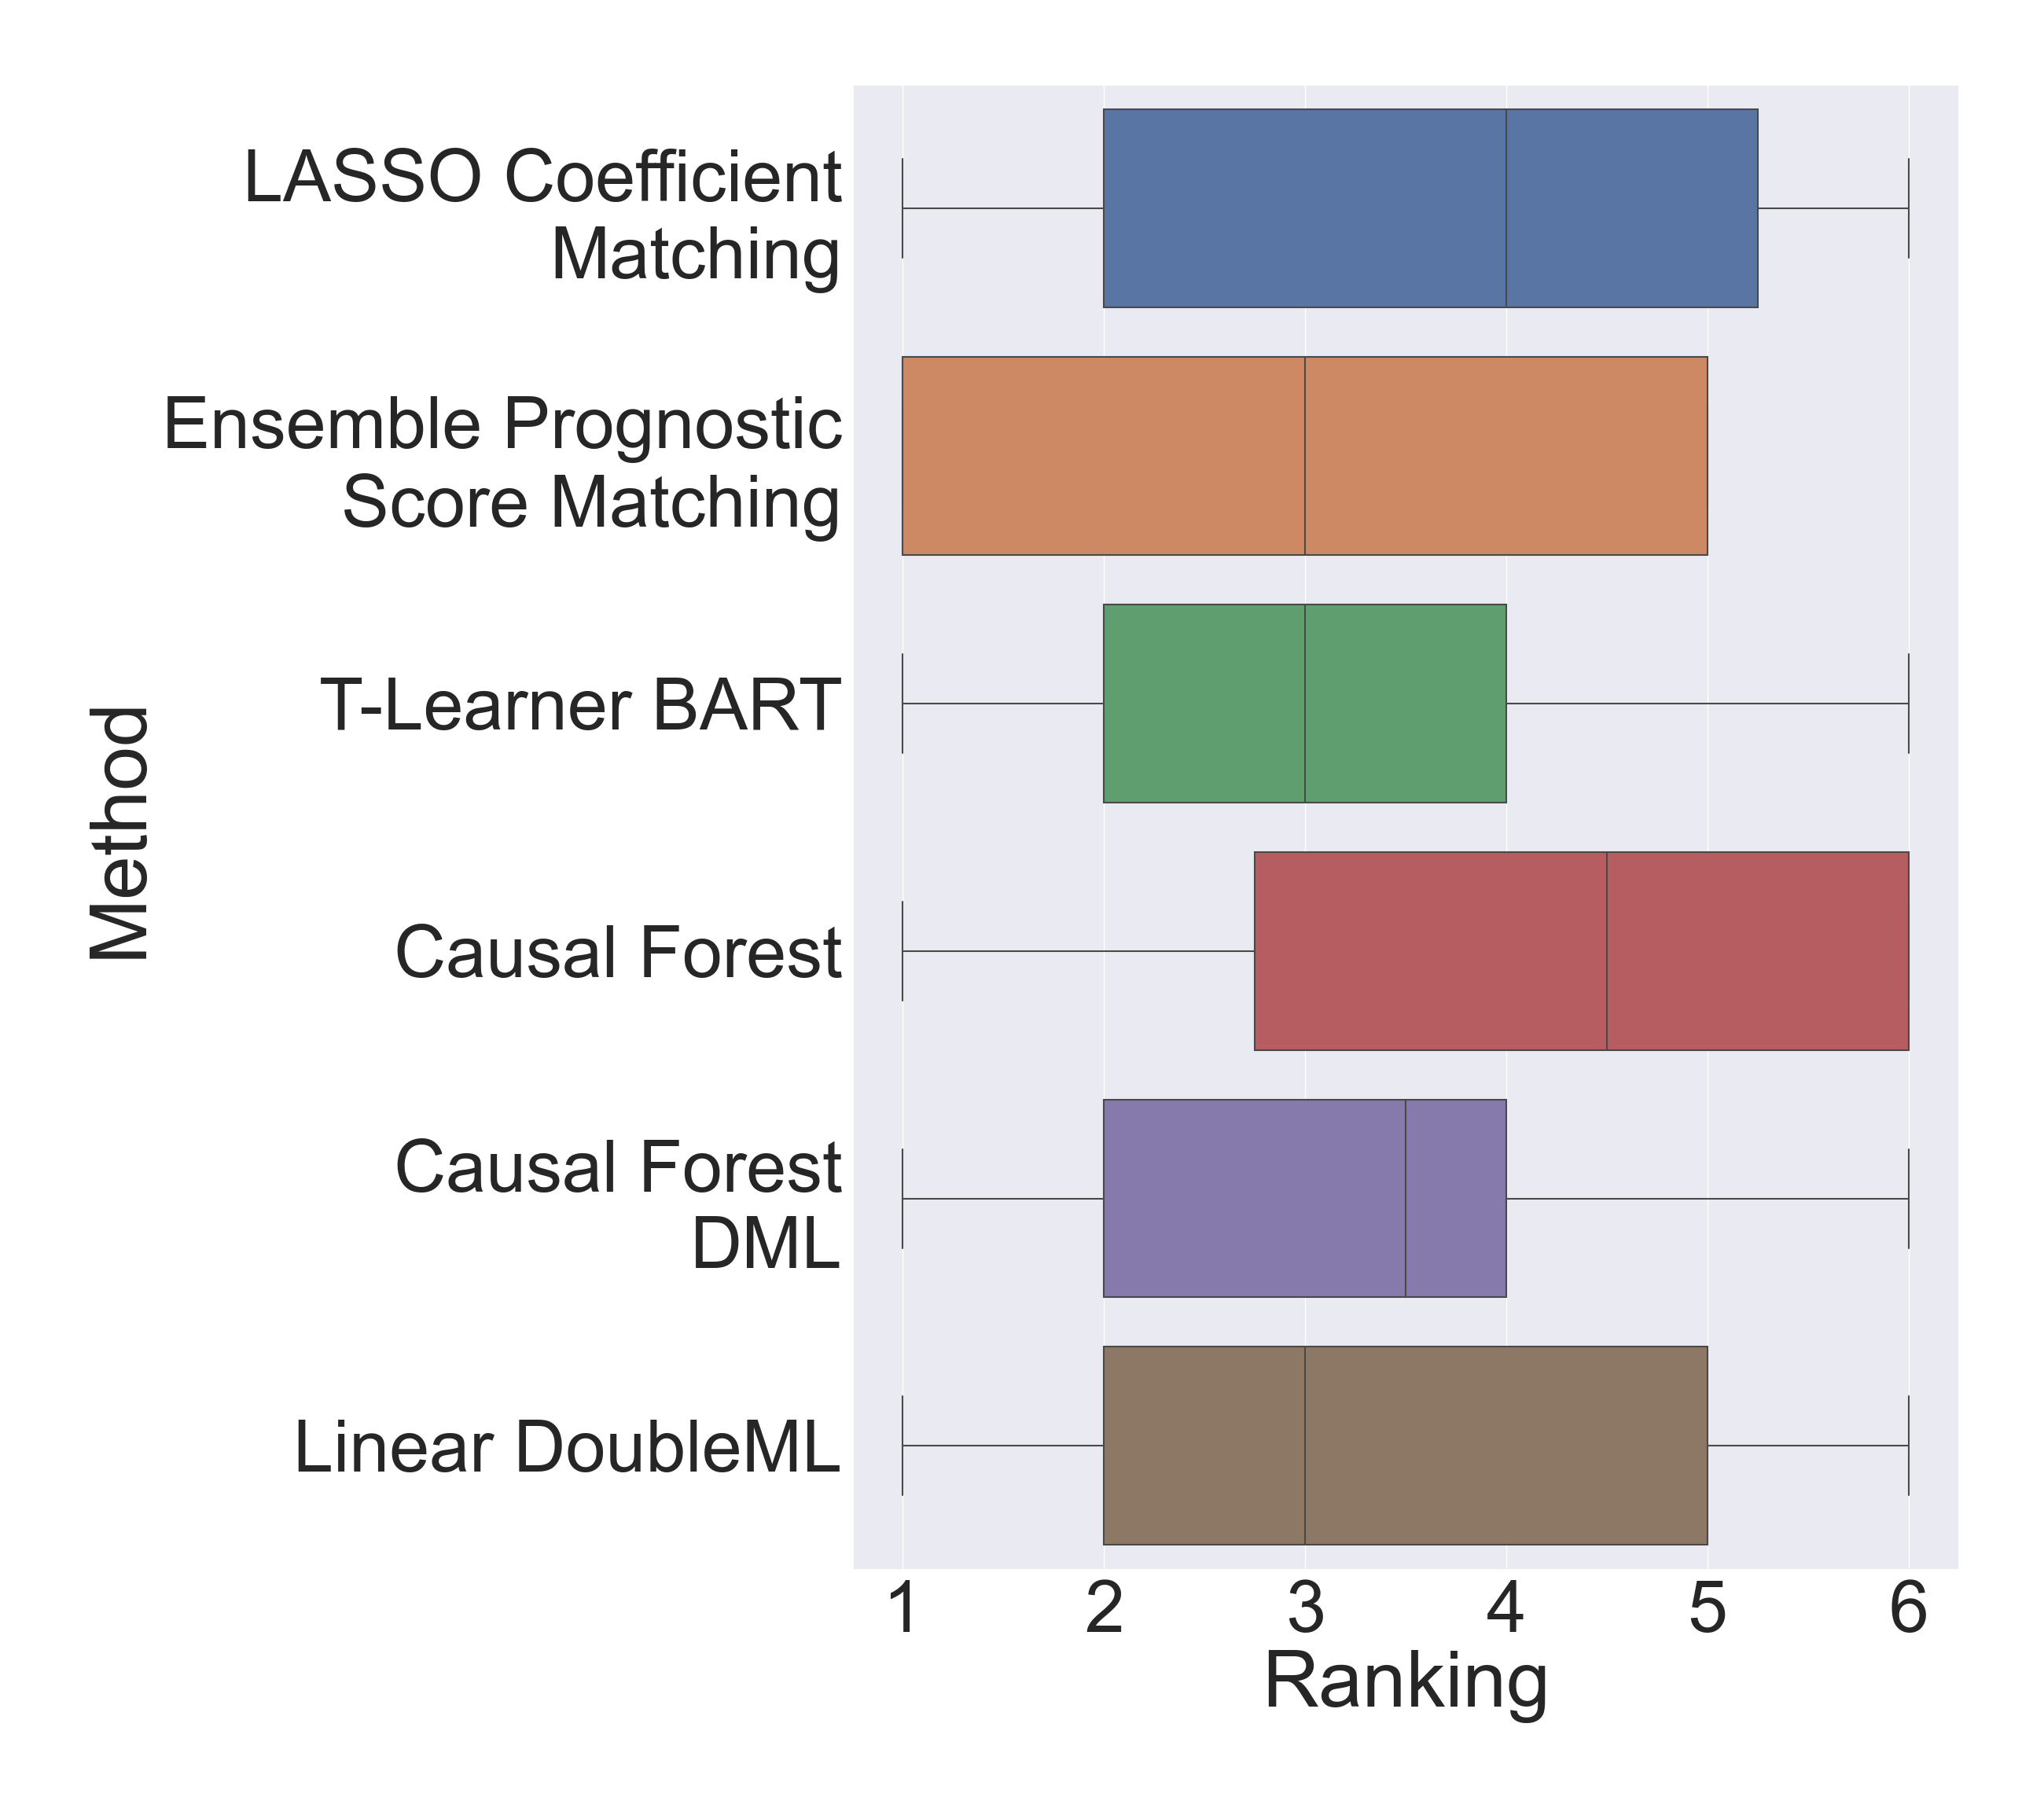 LASSO Coefficient
Matching
Ensemble Prognostic
Score Matching
T-Learner BART
Causal Forest
Causal Forest
DML
Linear DoubleML
Method
1 2 3 4 5 6
Ranking